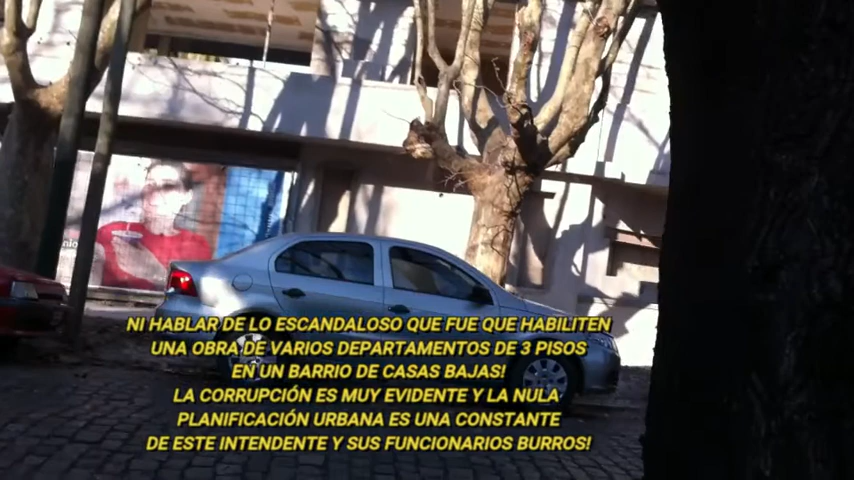 NI HABLAR DE LO ESCANDALOSO QUE FUE QUE HABILITEN
UNA OBRA DE VARIOS DEPARTAMENTOS DE 3 PISOS
EN UN BARRIO DE CASAS BAJAS!
LA CORRUPCIÓN ES MUY EVIDENTE Y LA NULA
PLANIFICACIÓN URBANA ES UNA CONSTANTE
DE ESTE INTENDENTE Y SUS FUNCIONARIOS BURROS!